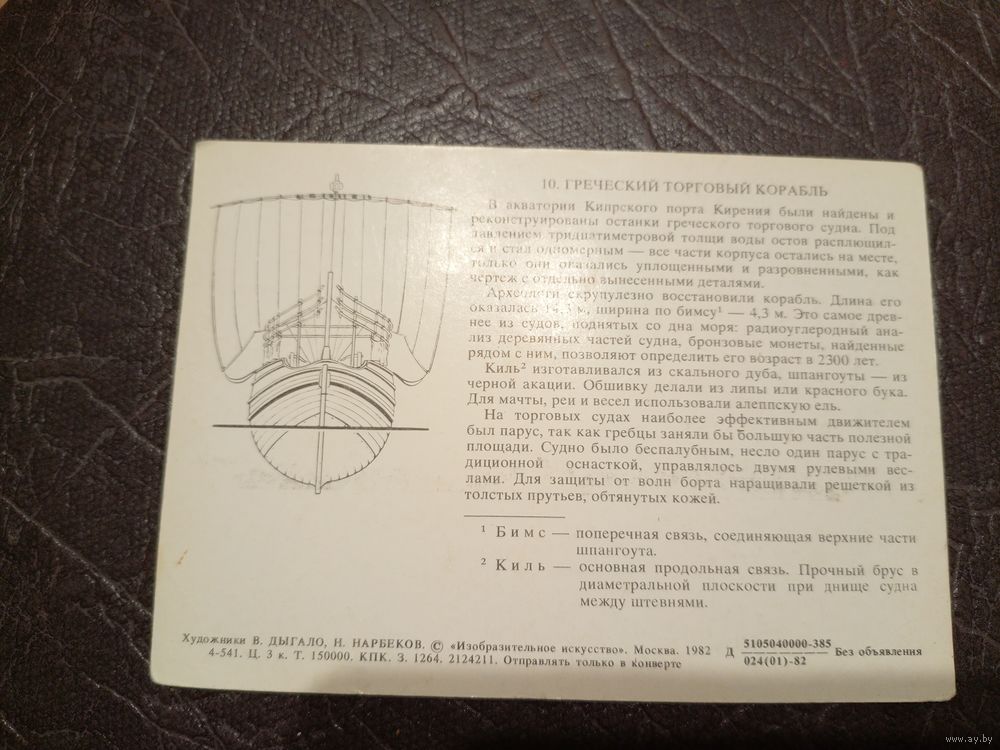 10. ГРЕЧЕСКИЙ ТОРГОВЫЙ КОРАБЛЬ
В акватории Кипрского порта Кирения были найдены и
реконструированы останки греческого торгового судна. Под
давлением тридцатиметровой толщи воды остов расплющил-
ся и стал одномерным — все части корпуса остались на месте,
только они оказались уплощенными и разровненными, как
чертеж с отдельно вынесенными деталями.
Археологи скрупулезно восстановили корабль. Длина его
оказалась 14,3 м, ширина по бимсу¹ — 4,3 м. Это самое древ-
нее из судов, поднятых со дна моря: радиоуглеродный ана-
лиз деревянных частей судна, бронзовые монеты, найденные
рядом с ним, позволяют определить его возраст в 2300 лет.
Киль² изготавливался из скального дуба, шпангоуты — из
черной акации. Обшивку делали из липы или красного бука.
Для мачты, реи и весел использовали алеппскую ель.
На торговых судах наиболее эффективным движителем
был парус, так как гребцы заняли бы большую часть полезной
площади. Судно было беспалубным, несло один парус с тра-
диционной оснасткой, управлялось двумя рулевыми вес-
лами. Для защиты от волн борта наращивали решеткой из
толстых прутьев, обтянутых кожей.
¹ Бимс — поперечная связь, соединяющая верхние части
шпангоута.
² Киль — основная продольная связь. Прочный брус в
диаметральной плоскости при днище судна
между штевнями.
Художники В. ДЫГАЛО, Н. НАРБЕКОВ. © «Изобразительное искусство». Москва. 1982 Д 5105040000-385 Без объявления
4-541. Ц. 3 к. Т. 150000. КПК. З. 1264. 2124211. Отправлять только в конверте 024(01)-82
www.ay.by